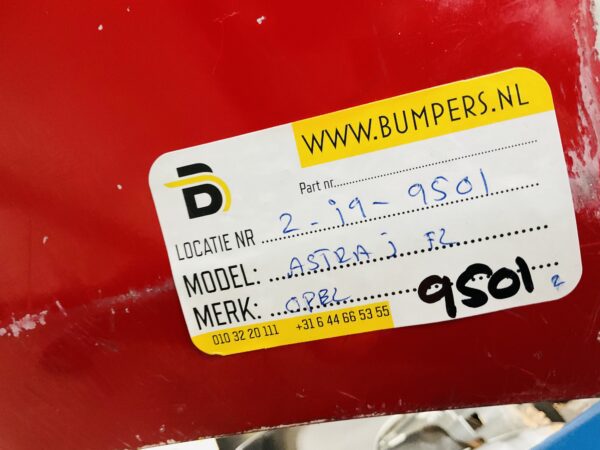 WWW.BUMPERS.NL
B
Part nr.
LOCATIE NR 2-j9-9501
MODEL: ASTRA j F2
MERK: OPEL
9501 2
010 32 20 111 +31 6 44 66 53 55